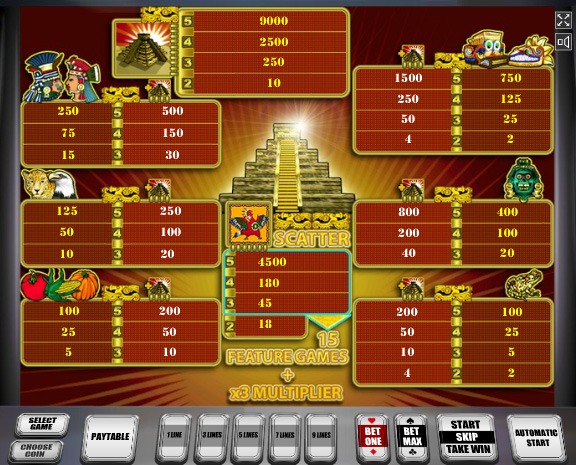 5 9000
4 2500
3 250
2 10
250 5 500
75 4 150
15 3 30
1500 5 750
250 4 125
50 3 25
4 2 2
125 5 250
50 4 100
10 3 20
800 5 400
200 4 100
40 3 20
SCATTER
5 4500
4 180
3 45
2 18
100 5 200
25 4 50
5 3 10
200 5 100
50 4 25
10 3 5
4 2 2
15
FEATURE GAMES
+
x3 MULTIPLIER
SELECT
GAME
CHOOSE
COIN
PAYTABLE
1 LINE
3 LINES
5 LINES
7 LINES
9 LINES
BET
ONE
BET
MAX
START
SKIP
TAKE WIN
AUTOMATIC
START